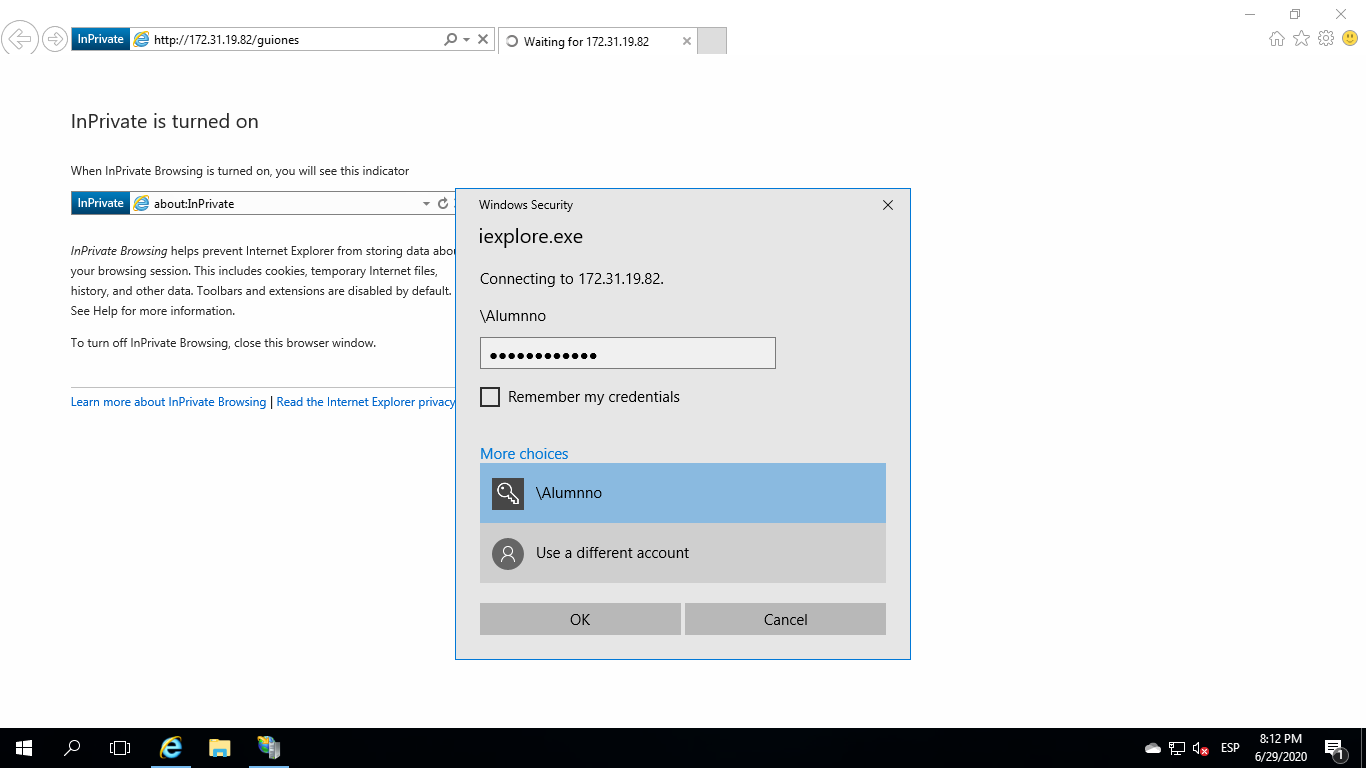 InPrivate http://172.31.19.82/guiones Waiting for 172.31.19.82
InPrivate is turned on
When InPrivate Browsing is turned on, you will see this indicator
InPrivate about:InPrivate
InPrivate Browsing helps prevent Internet Explorer from storing data abou
your browsing session. This includes cookies, temporary Internet files,
history, and other data. Toolbars and extensions are disabled by default.
See Help for more information.
To turn off InPrivate Browsing, close this browser window.
Learn more about InPrivate Browsing | Read the Internet Explorer privacy
Windows Security
iexplore.exe
Connecting to 172.31.19.82.
\Alumnno
●●●●●●●●●●●●
Remember my credentials
More choices
\Alumnno
Use a different account
OK Cancel
ESP 8:12 PM
6/29/2020
1